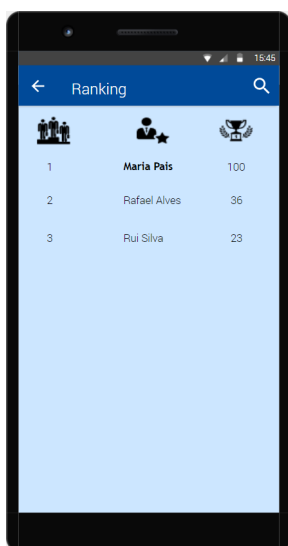 15:45
Ranking
1 Maria Pais 100
2 Rafael Alves 36
3 Rui Silva 23